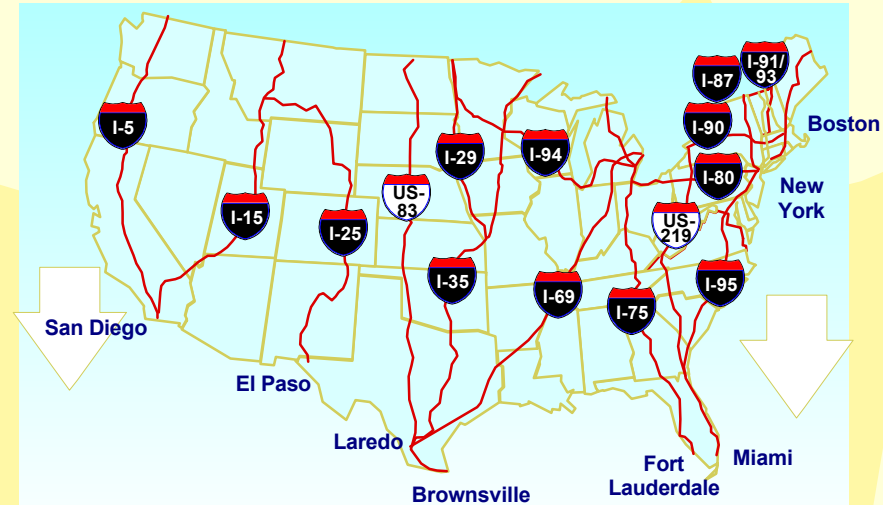 I-91/
93
I-87
I-5
I-90
Boston
I-29
I-94
I-80
US-
83
New
York
I-15
I-25
US-
219
I-35
I-69
I-95
I-75
San Diego
El Paso
Laredo
Miami
Fort
Lauderdale
Brownsville